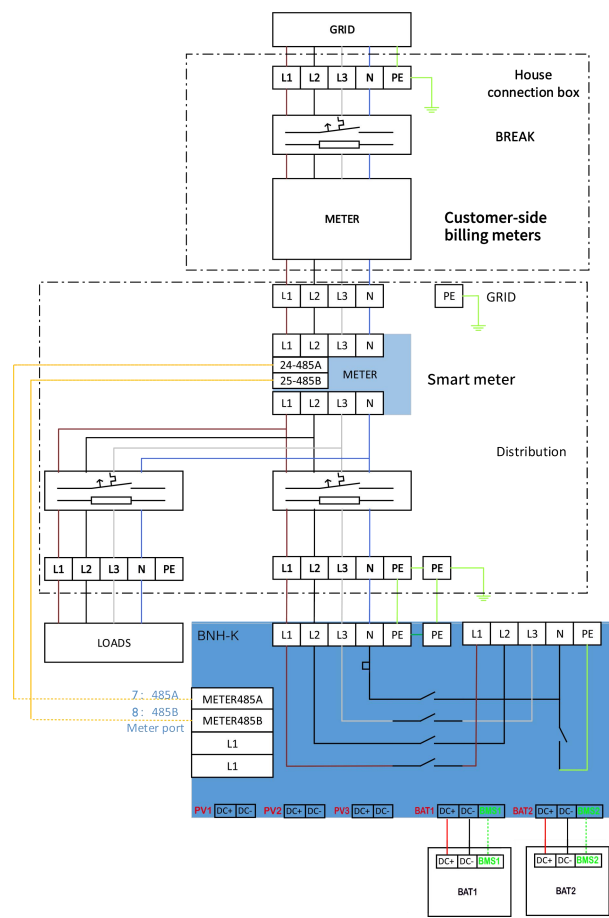 GRID
L1 L2 L3 N PE
House
connection box
BREAK
METER
Customer-side
billing meters
L1 L2 L3 N
PE
GRID
L1 L2 L3 N
24-485A
25-485B
METER
Smart meter
L1 L2 L3 N
Distribution
L1 L2 L3 N PE
L1 L2 L3 N PE
PE
LOADS
BNH-K
L1 L2 L3 N PE
PE
L1 L2 L3 N PE
7: 485A
METER485A
8: 485B
METER485B
Meter port
L1
L1
PV1 DC+ DC-
PV2 DC+ DC-
PV3 DC+ DC-
BAT1 DC+ DC-
BAT2 DC+ DC-
DC+ DC- BMS1
DC+ DC- BMS2
BAT1
BAT2